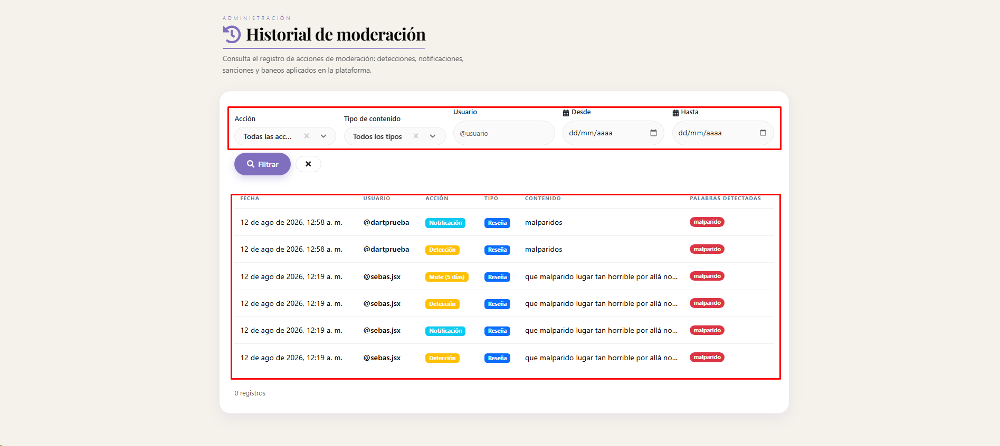 ADMINISTRACIÓN
Historial de moderación
Consulta el registro de acciones de moderación: detecciones, notificaciones,
sanciones y baneos aplicados en la plataforma.
Acción Tipo de contenido Usuario Desde Hasta
Todas las acc... Todos los tipos @usuario dd/mm/aaaa dd/mm/aaaa
Filtrar
FECHA USUARIO ACCIÓN TIPO CONTENIDO PALABRAS DETECTADAS
12 de ago de 2026, 12:58 a. m. @dartprueba Notificación Reseña malparidos malparido
12 de ago de 2026, 12:58 a. m. @dartprueba Detección Reseña malparidos malparido
12 de ago de 2026, 12:19 a. m. @sebas.jsx Mute (5 días) Reseña que malparido lugar tan horrible por allá no... malparido
12 de ago de 2026, 12:19 a. m. @sebas.jsx Detección Reseña que malparido lugar tan horrible por allá no... malparido
12 de ago de 2026, 12:19 a. m. @sebas.jsx Notificación Reseña que malparido lugar tan horrible por allá no... malparido
12 de ago de 2026, 12:19 a. m. @sebas.jsx Detección Reseña que malparido lugar tan horrible por allá no... malparido
0 registros